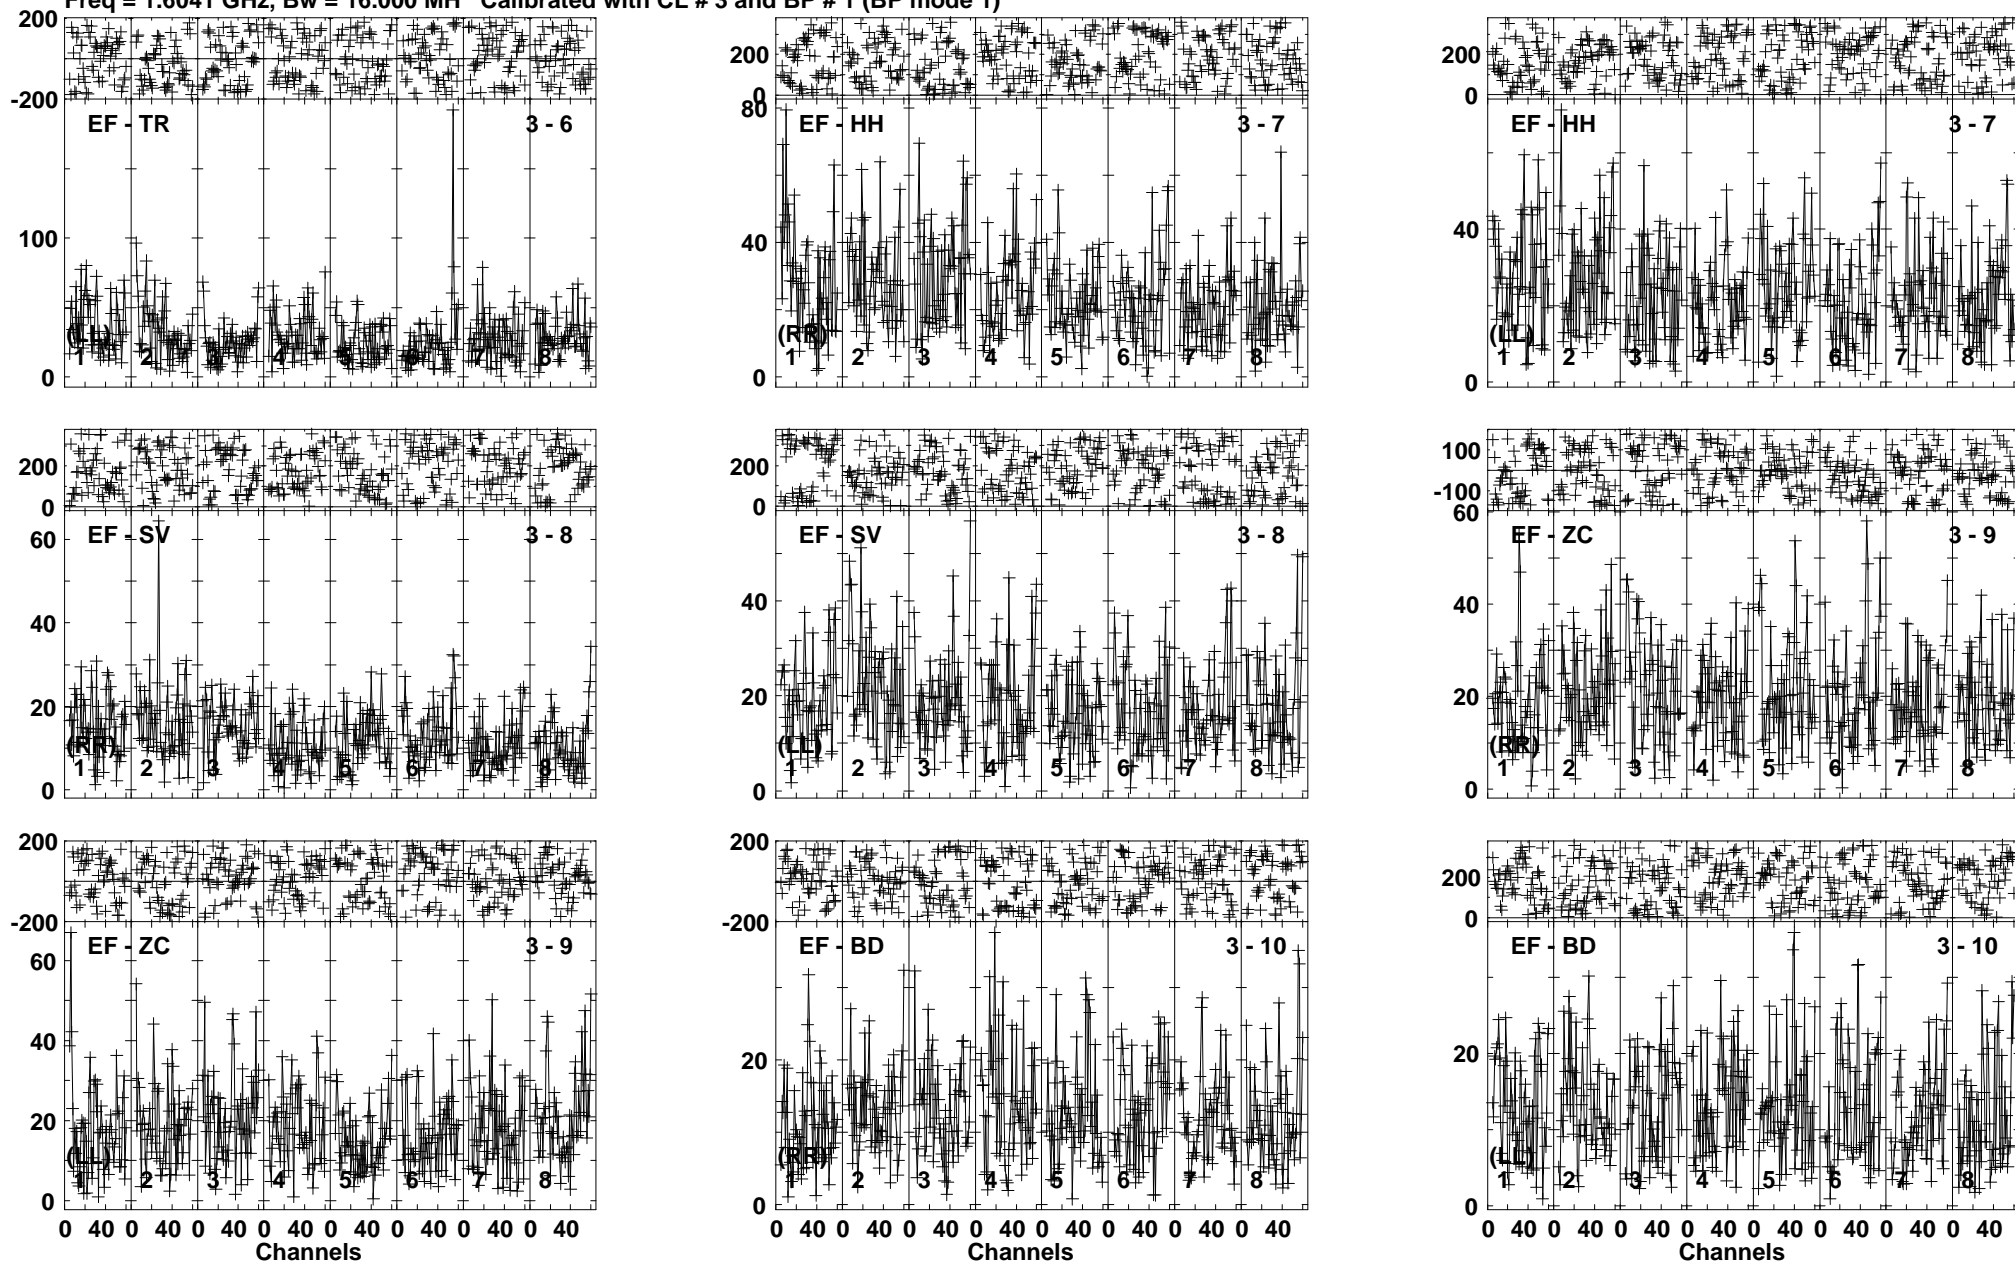 Freq = 1.6041 GHz, Bw = 16.000 MH Calibrated with CL # 3 and BP # 1 (BP mode 1)
200
-200
EF - TR 3 - 6
100
0
(LL)
1 2 3 4 5 6 7 8
200
0
80
EF - HH 3 - 7
40
0
(RR)
1 2 3 4 5 6 7 8
200
0
EF - HH 3 - 7
40
0
(LL)
1 2 3 4 5 6 7 8
200
0
60
EF - SV 3 - 8
40
20
0
(RR)
1 2 3 4 5 6 7 8
200
0
EF - SV 3 - 8
40
20
0
(LL)
1 2 3 4 5 6 7 8
100
-100
60
EF - ZC 3 - 9
40
20
0
(RR)
1 2 3 4 5 6 7 8
200
-200
EF - ZC 3 - 9
60
40
20
0
(LL)
1 2 3 4 5 6 7 8
0 40 0 40 0 40 0 40 0 40 0 40 0 40 0 40
Channels
200
-200
EF - BD 3 - 10
20
0
(RR)
1 2 3 4 5 6 7 8
0 40 0 40 0 40 0 40 0 40 0 40 0 40 0 40
Channels
200
0
EF - BD 3 - 10
20
0
(LL)
1 2 3 4 5 6 7 8
0 40 0 40 0 40 0 40 0 40 0 40 0 40 0 40
Channels